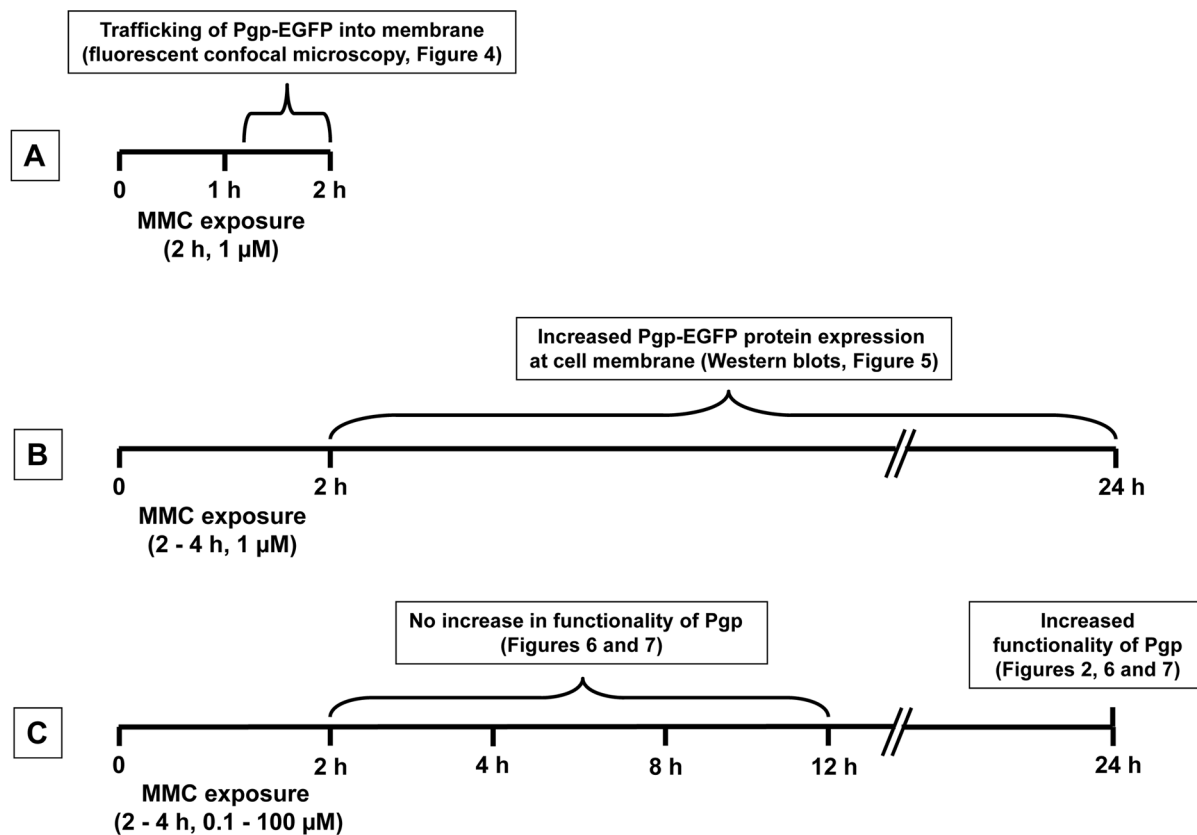 Trafficking of Pgp-EGFP into membrane
(fluorescent confocal microscopy, Figure 4)
A
0
1 h
2 h
MMC exposure
(2 h, 1 µM)
Increased Pgp-EGFP protein expression
at cell membrane (Western blots, Figure 5)
B
0
2 h
24 h
MMC exposure
(2 - 4 h, 1 µM)
No increase in functionality of Pgp
(Figures 6 and 7)
Increased
functionality of Pgp
(Figures 2, 6 and 7)
C
0
2 h
4 h
8 h
12 h
24 h
MMC exposure
(2 - 4 h, 0.1 - 100 µM)